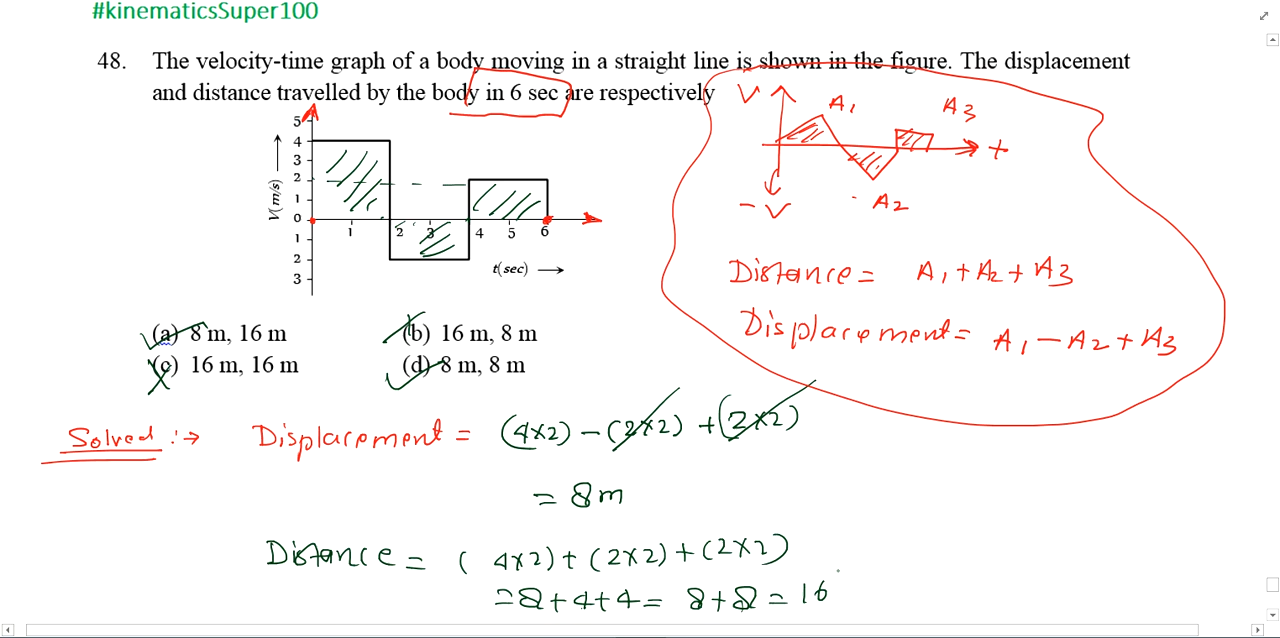 #kinematicsSuper100
48. The velocity-time graph of a body moving in a straight line is shown in the figure. The displacement
and distance travelled by the body in 6 sec are respectively
V
A1
A3
t
-V
A2
5
4
3
2
1
0
1
2
3
V(m/s)
1 2 3 4 5 6
t(sec)
Distance = A1 + A2 + A3
Displacement = A1 - A2 + A3
(a) 8 m, 16 m (b) 16 m, 8 m
(c) 16 m, 16 m (d) 8 m, 8 m
Solved :→ Displacement = (4×2) - (2×2) + (2×2)
= 8m
Distance = (4×2) + (2×2) + (2×2)
= 8 + 4 + 4 = 8 + 8 = 16